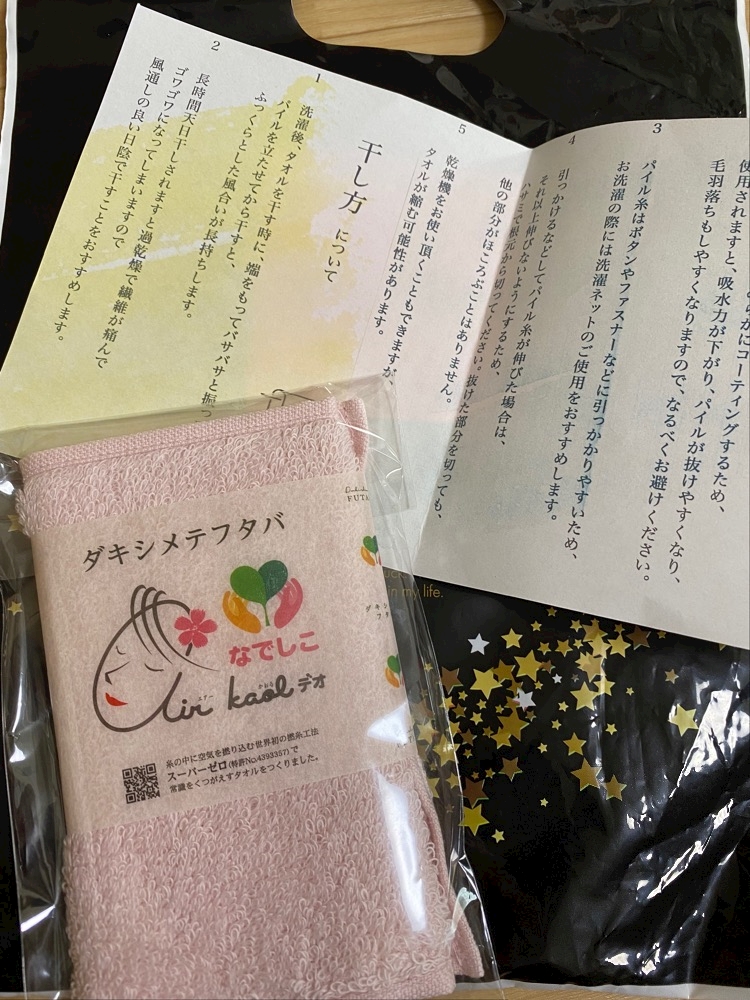 使用されますと、吸水力が下がり、パイルが抜けやすくなり、
毛羽落ちもしやすくなりますので、なるべくお避けください。
3
パイル糸はボタンやファスナーなどに引っかかりやすいため、
お洗濯の際には洗濯ネットのご使用をおすすめします。
4
引っかけるなどしてパイル糸が伸びた場合は、
それ以上伸びないようにするため、
ハサミで根元から切ってください。抜けた部分を切っても、
他の部分がほころぶことはありません。
5
乾燥機をお使い頂くこともできますが、
タオルが縮む可能性があります。
干し方 について
1
洗濯後、タオルを干す時に、端をもってバサバサと振っ
パイルを立たせてから干すと、
ふっくらとした風合いが長持ちします。
2
長時間天日干しされますと過乾燥で繊維が痛んで
ゴワゴワになってしまいますので
風通しの良い日陰で干すことをおすすめします。
ダキシメテフタバ
なでしこ
エアー かおる
air kaol デオ
糸の中に空気を撚り込む世界初の撚糸工法
スーパーゼロ(特許No.4393357)で
常識をくつがえすタオルをつくりました。
n my life.